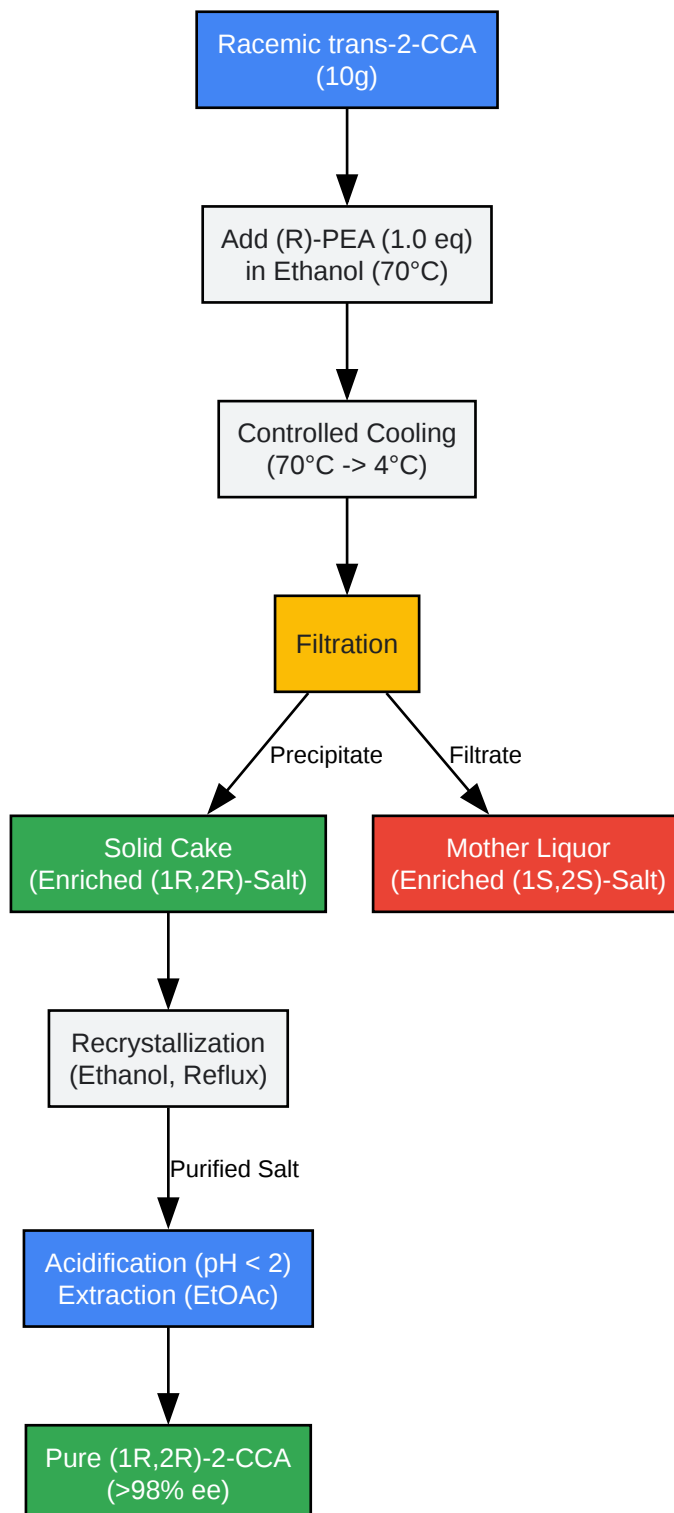 Racemic trans-2-CCA
(10g)
Add (R)-PEA (1.0 eq)
in Ethanol (70°C)
Controlled Cooling
(70°C -> 4°C)
Filtration
Precipitate
Filtrate
Solid Cake
(Enriched (1R,2R)-Salt)
Mother Liquor
(Enriched (1S,2S)-Salt)
Recrystallization
(Ethanol, Reflux)
Purified Salt
Acidification (pH < 2)
Extraction (EtOAc)
Pure (1R,2R)-2-CCA
(>98% ee)